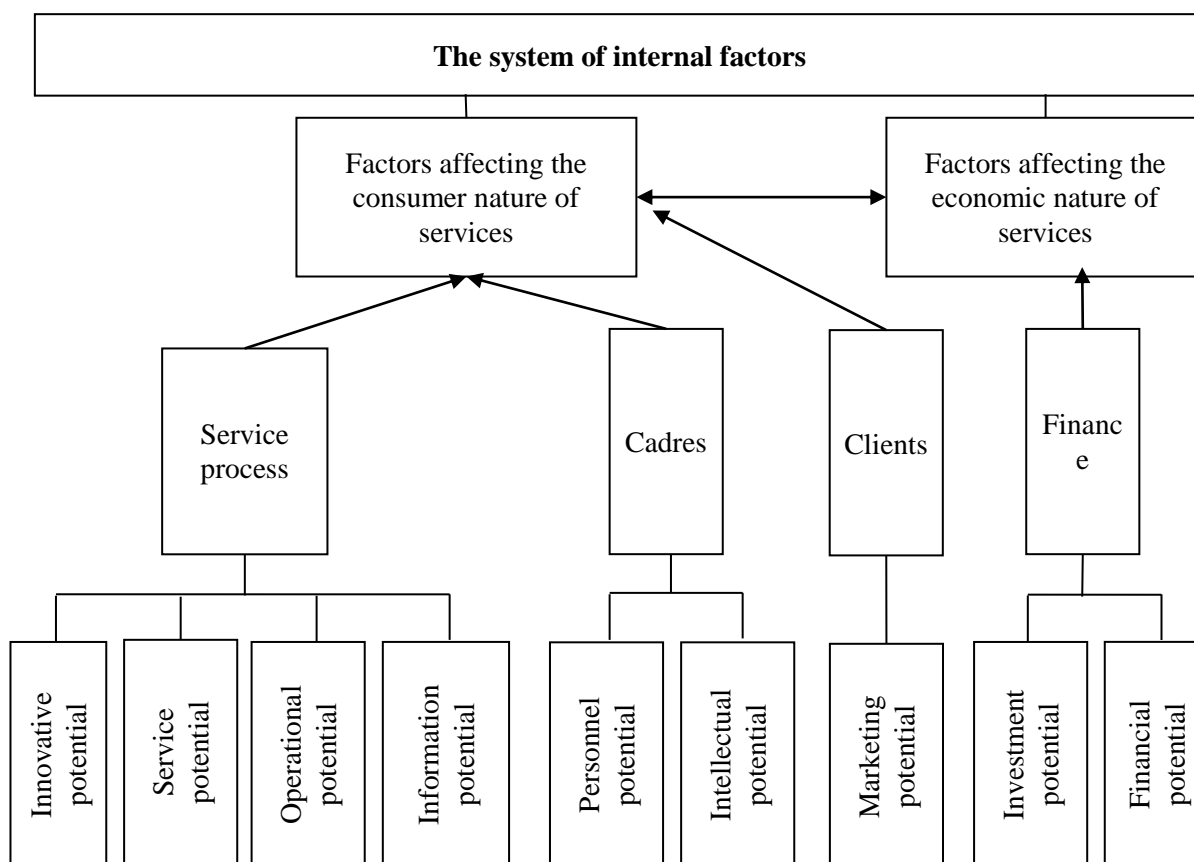 The system of internal factors
Factors affecting the
consumer nature of
services
Factors affecting the
economic nature of
services
Service
process
Cadres
Clients
Financ
e
Innovative
potential
Service
potential
Operational
potential
Information
potential
Personnel
potential
Intellectual
potential
Marketing
potential
Investment
potential
Financial
potential